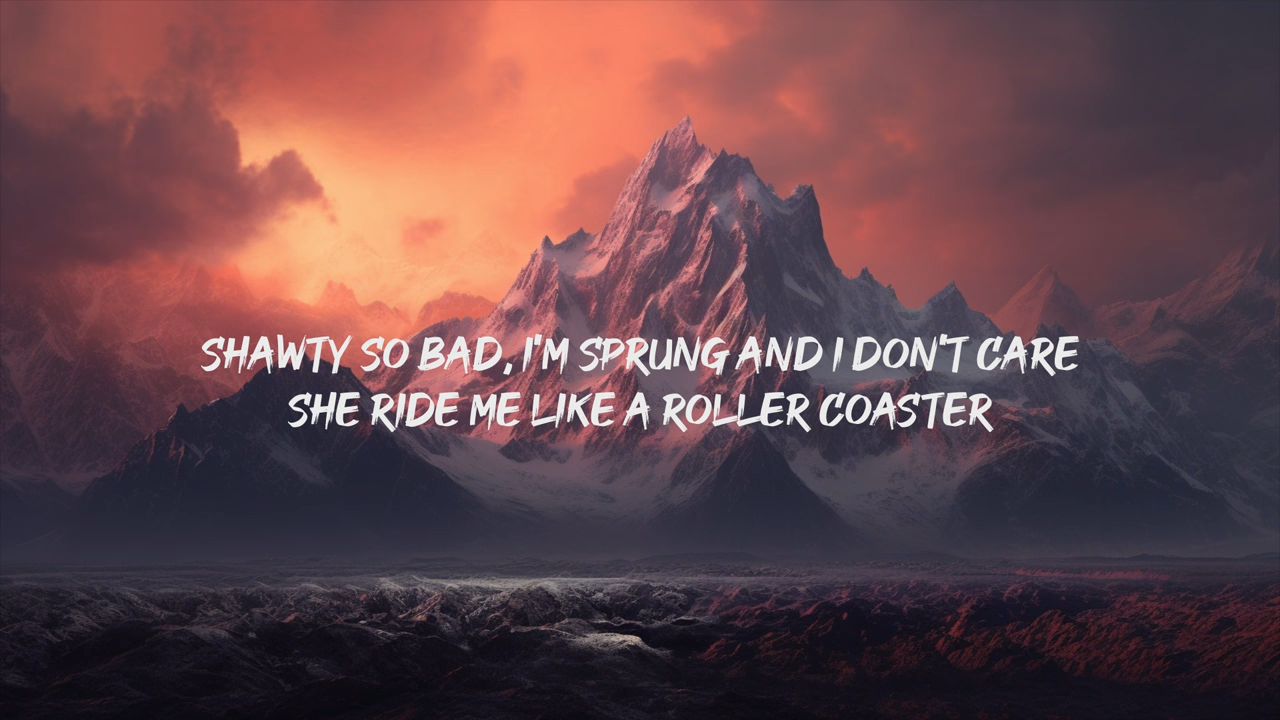 SHAWTY SO BAD, I'M SPRUNG AND I DON'T CARE
SHE RIDE ME LIKE A ROLLER COASTER